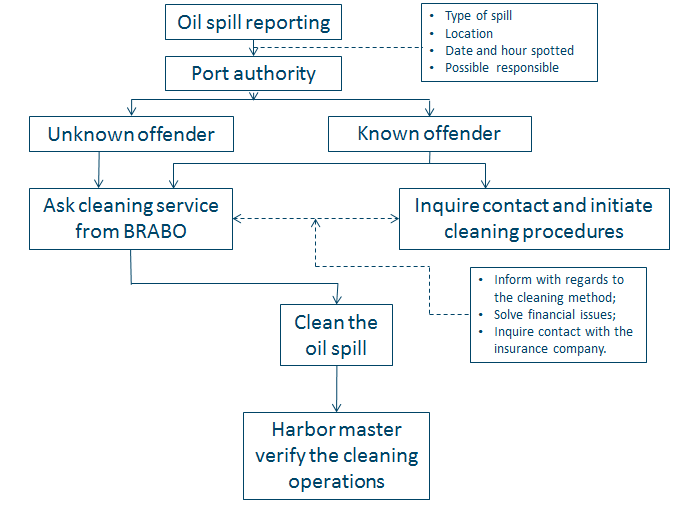 Oil spill reporting
• Type of spill
• Location
• Date and hour spotted
• Possible responsible
Port authority
Unknown offender
Known offender
Ask cleaning service
from BRABO
Inquire contact and initiate
cleaning procedures
• Inform with regards to
the cleaning method;
• Solve financial issues;
• Inquire contact with the
insurance company.
Clean the
oil spill
Harbor master
verify the cleaning
operations